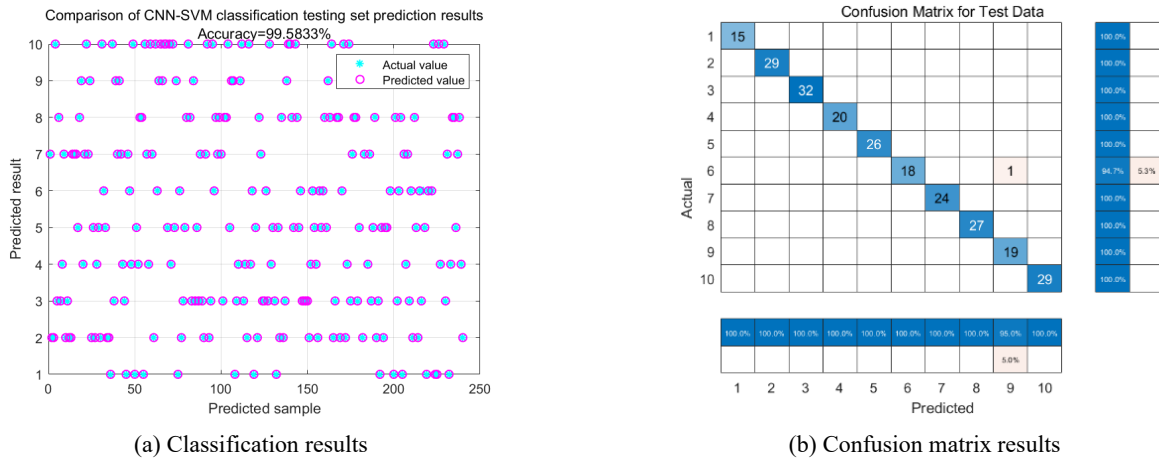 Comparison of CNN-SVM classification testing set prediction results
Accuracy=99.5833%
Actual value
Predicted value
Predicted result
10
9
8
7
6
5
4
3
2
1
0 50 100 150 200 250
Predicted sample
(a) Classification results
Confusion Matrix for Test Data
Actual
1 15 100.0%
2 29 100.0%
3 32 100.0%
4 20 100.0%
5 26 100.0%
6 18 1 94.7% 5.3%
7 24 100.0%
8 27 100.0%
9 19 100.0%
10 29 100.0%
100.0% 100.0% 100.0% 100.0% 100.0% 100.0% 100.0% 100.0% 95.0% 100.0%
5.0%
1 2 3 4 5 6 7 8 9 10
Predicted
(b) Confusion matrix results